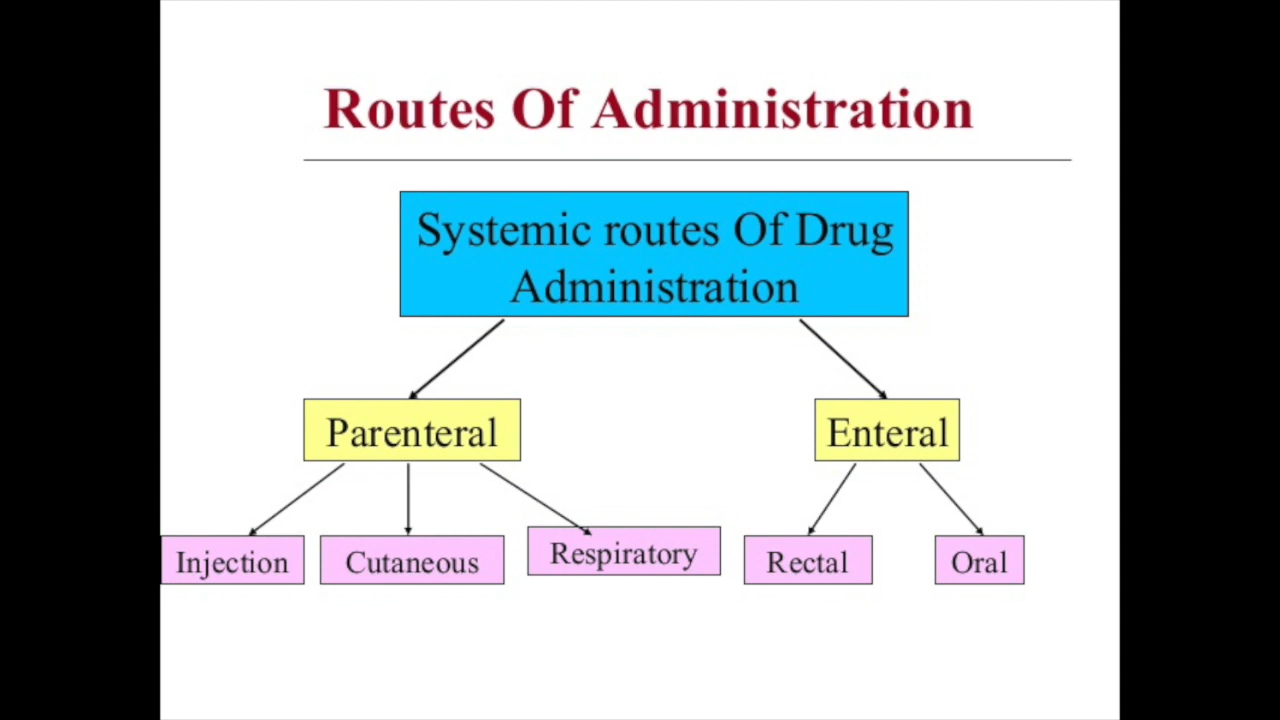 Routes Of Administration
Systemic routes Of Drug
Administration
Parenteral
Enteral
Injection
Cutaneous
Respiratory
Rectal
Oral